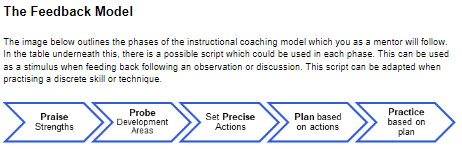 The Feedback Model
The image below outlines the phases of the instructional coaching model which you as a mentor will follow.
In the table underneath this, there is a possible script which could be used in each phase. This can be used
as a stimulus when feeding back following an observation or discussion. This script can be adapted when
practising a discrete skill or technique.
Praise
Strengths
Probe
Development
Areas
Set Precise
Actions
Plan based
on actions
Practice
based on
plan